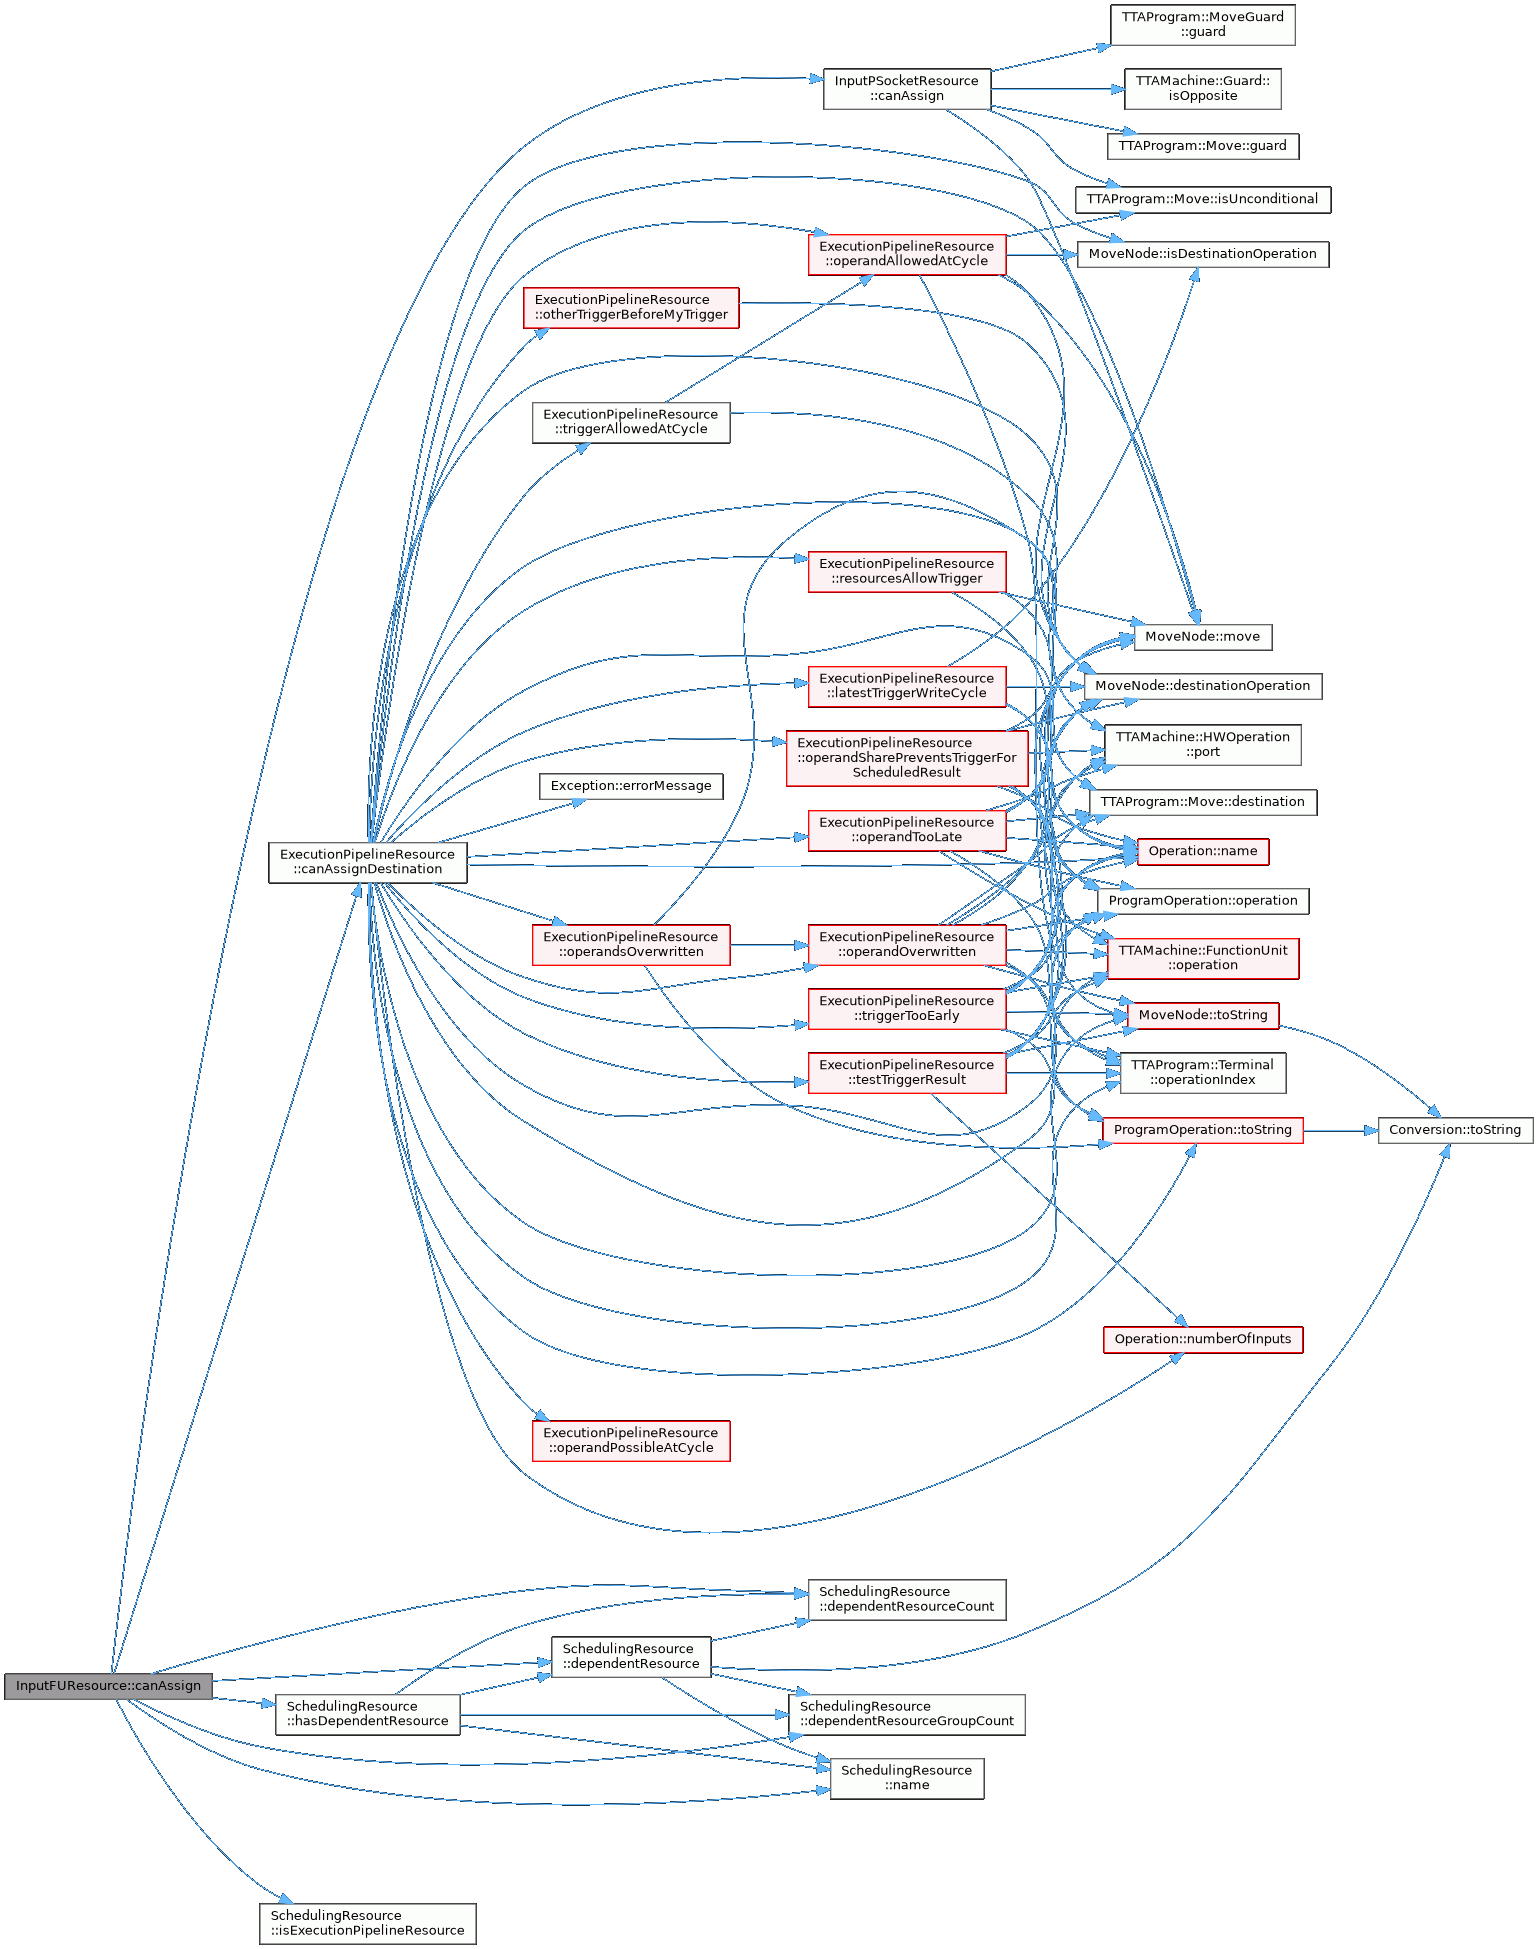 TTAProgram::MoveGuard
::guard
InputPSocketResource
::canAssign
TTAMachine::Guard::
isOpposite
TTAProgram::Move::guard
TTAProgram::Move::isUnconditional
ExecutionPipelineResource
::operandAllowedAtCycle
MoveNode::isDestinationOperation
ExecutionPipelineResource
::otherTriggerBeforeMyTrigger
ExecutionPipelineResource
::triggerAllowedAtCycle
ExecutionPipelineResource
::resourcesAllowTrigger
MoveNode::move
ExecutionPipelineResource
::latestTriggerWriteCycle
MoveNode::destinationOperation
ExecutionPipelineResource
::operandSharePreventsTriggerFor
ScheduledResult
TTAMachine::HWOperation
::port
Exception::errorMessage
TTAProgram::Move::destination
ExecutionPipelineResource
::operandTooLate
ExecutionPipelineResource
::canAssignDestination
Operation::name
ProgramOperation::operation
ExecutionPipelineResource
::operandsOverwritten
ExecutionPipelineResource
::operandOverwritten
TTAMachine::FunctionUnit
::operation
ExecutionPipelineResource
::triggerTooEarly
MoveNode::toString
ExecutionPipelineResource
::testTriggerResult
TTAProgram::Terminal
::operationIndex
ProgramOperation::toString
Conversion::toString
Operation::numberOfInputs
ExecutionPipelineResource
::operandPossibleAtCycle
SchedulingResource
::dependentResourceCount
SchedulingResource
::dependentResource
InputFUResource::canAssign
SchedulingResource
::hasDependentResource
SchedulingResource
::dependentResourceGroupCount
SchedulingResource
::name
SchedulingResource
::isExecutionPipelineResource